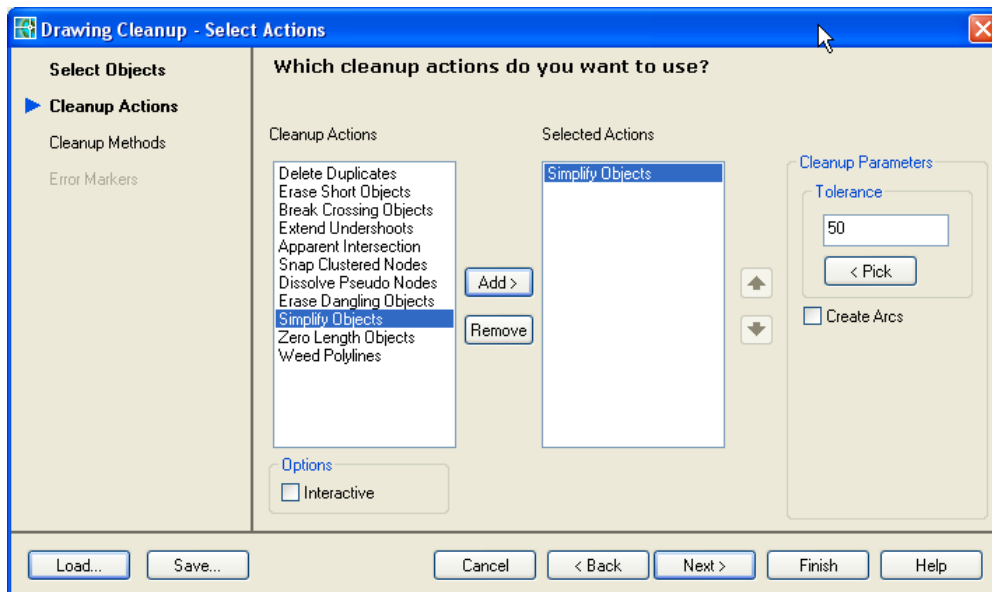 Drawing Cleanup - Select Actions
Select Objects
Cleanup Actions
Cleanup Methods
Error Markers
Which cleanup actions do you want to use?
Cleanup Actions
Delete Duplicates
Erase Short Objects
Break Crossing Objects
Extend Undershoots
Apparent Intersection
Snap Clustered Nodes
Dissolve Pseudo Nodes
Erase Dangling Objects
Simplify Objects
Zero Length Objects
Weed Polylines
Options
Interactive
Add >
Remove
Selected Actions
Simplify Objects
Cleanup Parameters
Tolerance
50
< Pick
Create Arcs
Load...
Save...
Cancel
< Back
Next >
Finish
Help